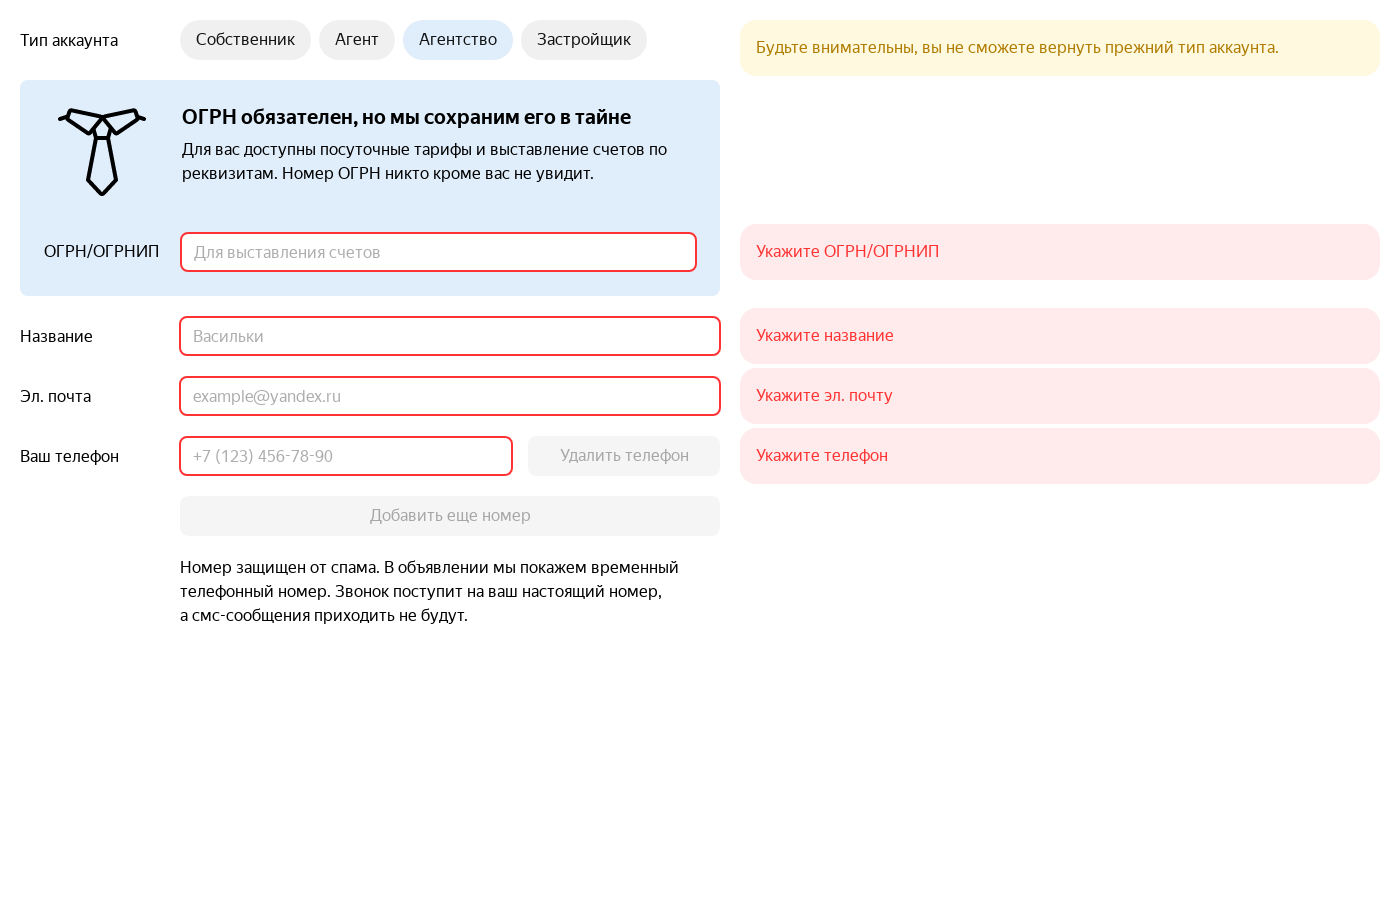 Тип аккаунта
Собственник
Агент
Агентство
Застройщик
Будьте внимательны, вы не сможете вернуть прежний тип аккаунта.
ОГРН обязателен, но мы сохраним его в тайне
Для вас доступны посуточные тарифы и выставление счетов по
реквизитам. Номер ОГРН никто кроме вас не увидит.
ОГРН/ОГРНИП
Для выставления счетов
Укажите ОГРН/ОГРНИП
Название
Васильки
Укажите название
Эл. почта
example@yandex.ru
Укажите эл. почту
Ваш телефон
+7 (123) 456-78-90
Удалить телефон
Укажите телефон
Добавить еще номер
Номер защищен от спама. В объявлении мы покажем временный
телефонный номер. Звонок поступит на ваш настоящий номер,
а смс-сообщения приходить не будут.